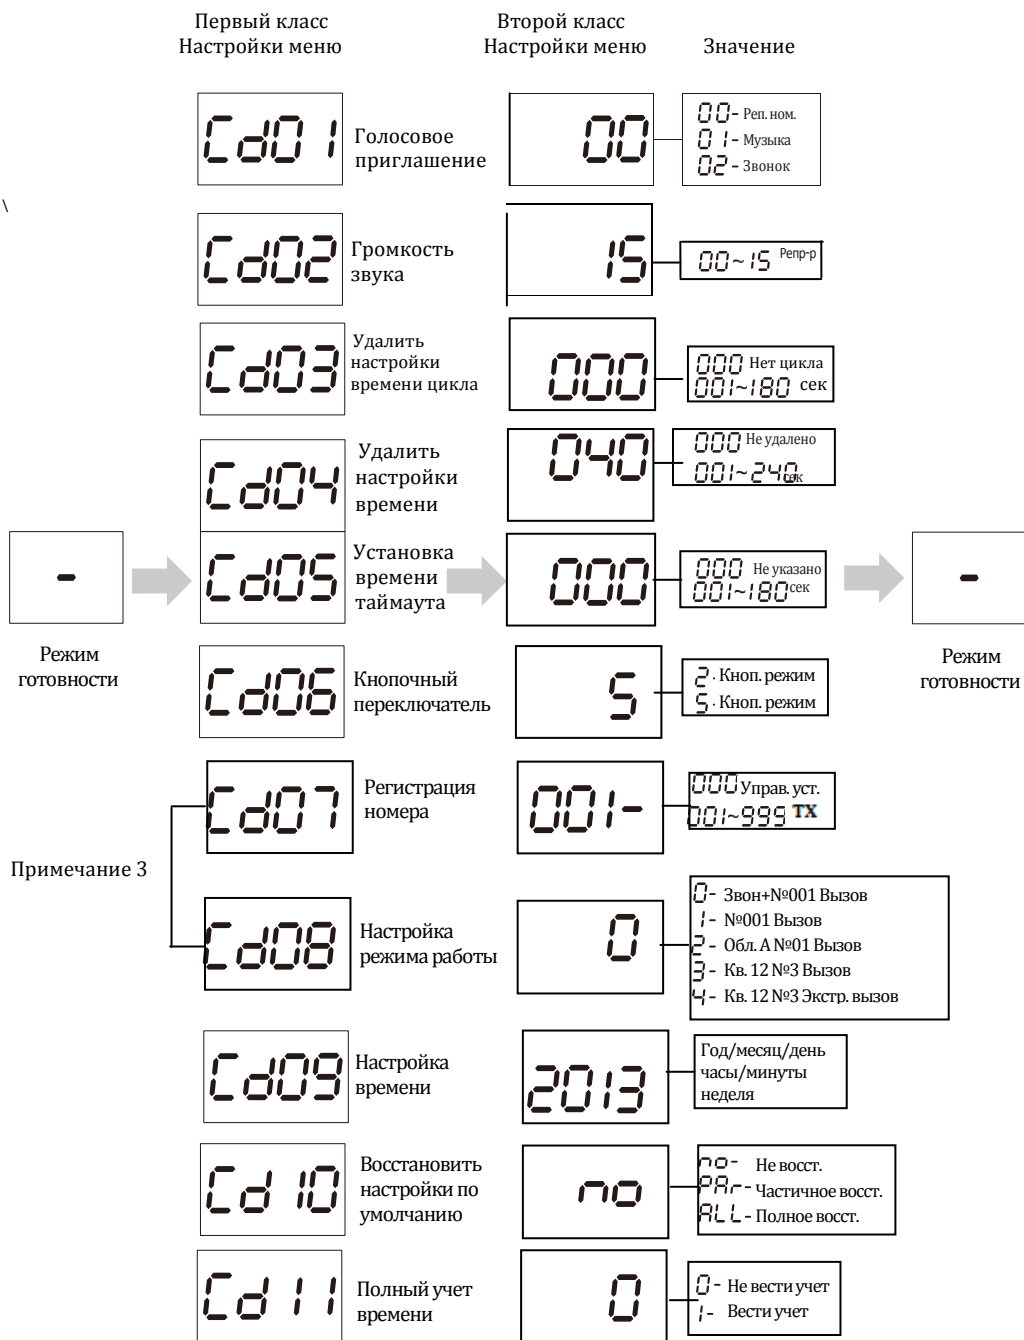 Первый класс
Настройки меню
Второй класс
Настройки меню
Значение
Cd01
Голосовое
приглашение
00
00- Реп. ном.
01- Музыка
02- Звонок
\
Cd02
Громкость
звука
15
00~15 Репр-р
Cd03
Удалить
настройки
времени цикла
000
000 Нет цикла
001~180 сек
Cd04
Удалить
настройки
времени
040
000 Не удалено
001~240 сек
-
Режим
готовности
Cd05
Установка
времени
таймаута
000
000 Не указано
001~180 сек
-
Режим
готовности
Cd06
Кнопочный
переключатель
5
2. Кноп. режим
5. Кноп. режим
Примечание 3
Cd07
Регистрация
номера
001-
000 Управ. уст.
001~999 TX
Cd08
Настройка
режима работы
0
0- Звон+№001 Вызов
1- №001 Вызов
2- Обл. А №01 Вызов
3- Кв. 12 №3 Вызов
4- Кв. 12 №3 Экстр. вызов
Cd09
Настройка
времени
2013
Год/месяц/день
часы/минуты
неделя
Cd10
Восстановить
настройки по
умолчанию
no
no- Не восст.
PAr- Частичное восст.
ALL- Полное восст.
Cd11
Полный учет
времени
0
0- Не вести учет
1- Вести учет